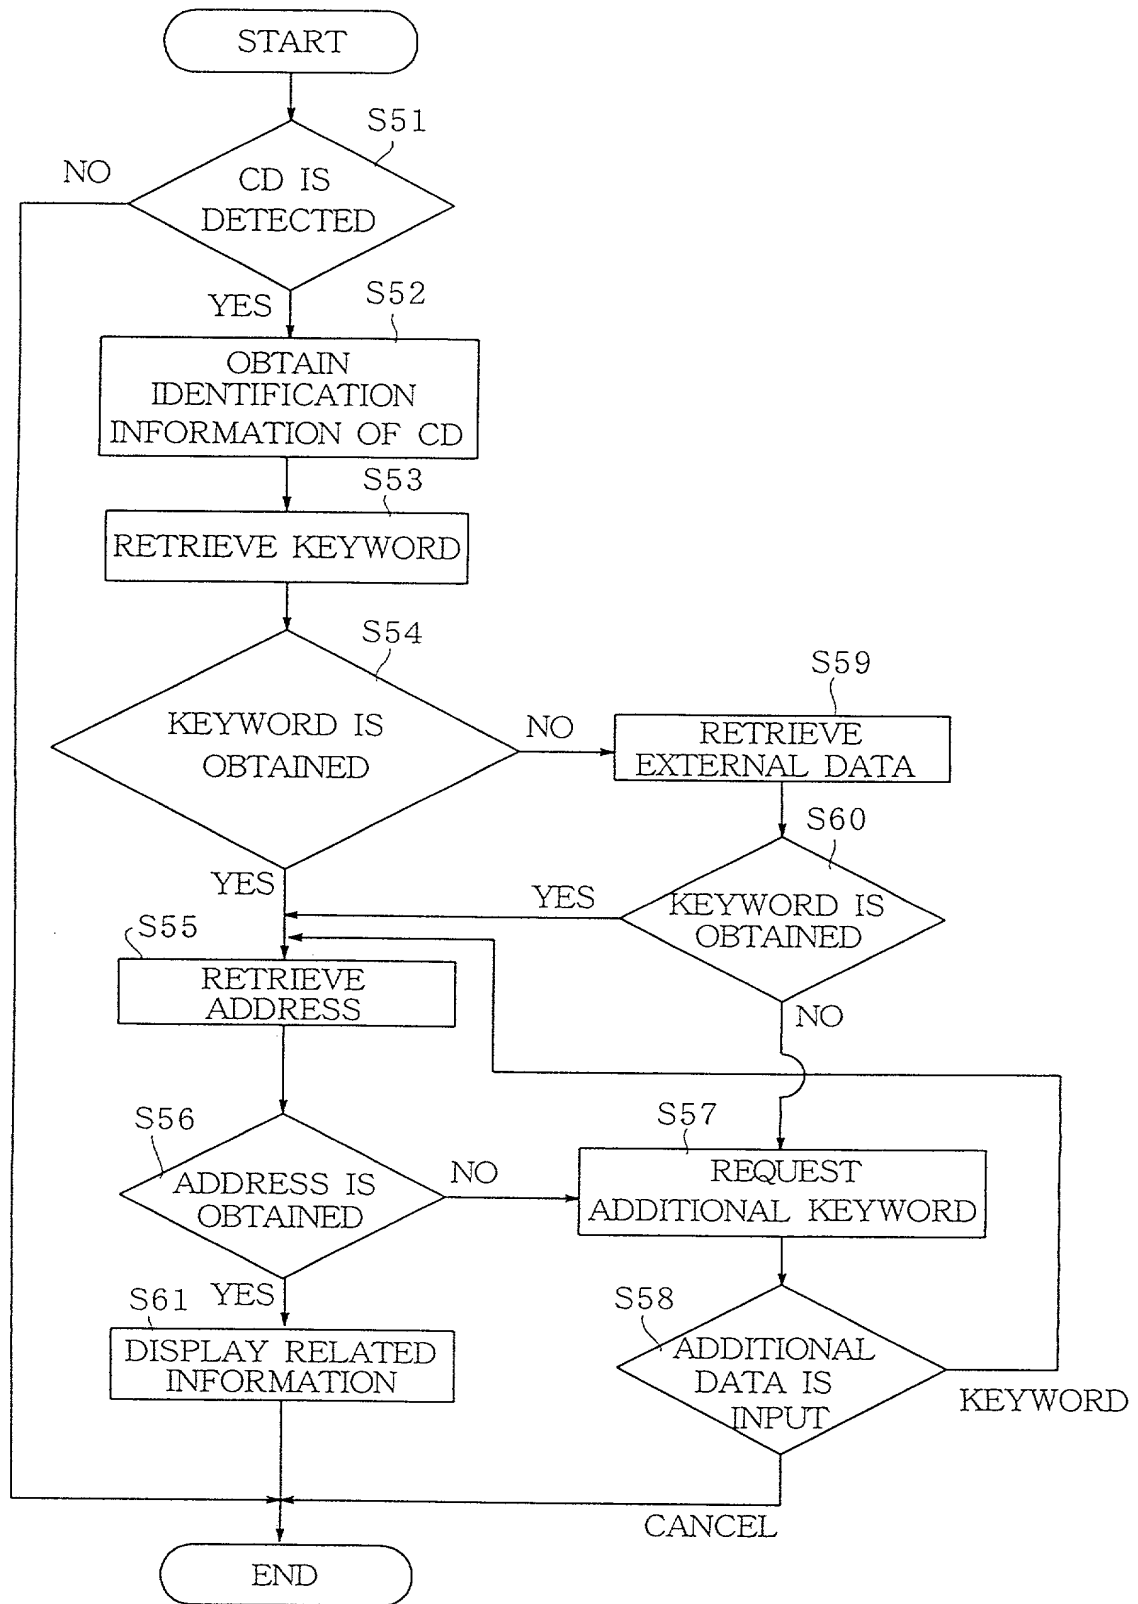 START
S51
NO
CD IS
DETECTED
YES
S52
OBTAIN
IDENTIFICATION
INFORMATION OF CD
S53
RETRIEVE KEYWORD
S54
KEYWORD IS
OBTAINED
NO
S59
RETRIEVE
EXTERNAL DATA
S60
KEYWORD IS
OBTAINED
YES
YES
S55
RETRIEVE
ADDRESS
NO
S56
ADDRESS IS
OBTAINED
NO
S57
REQUEST
ADDITIONAL KEYWORD
YES
S61
DISPLAY RELATED
INFORMATION
S58
ADDITIONAL
DATA IS
INPUT
KEYWORD
CANCEL
END